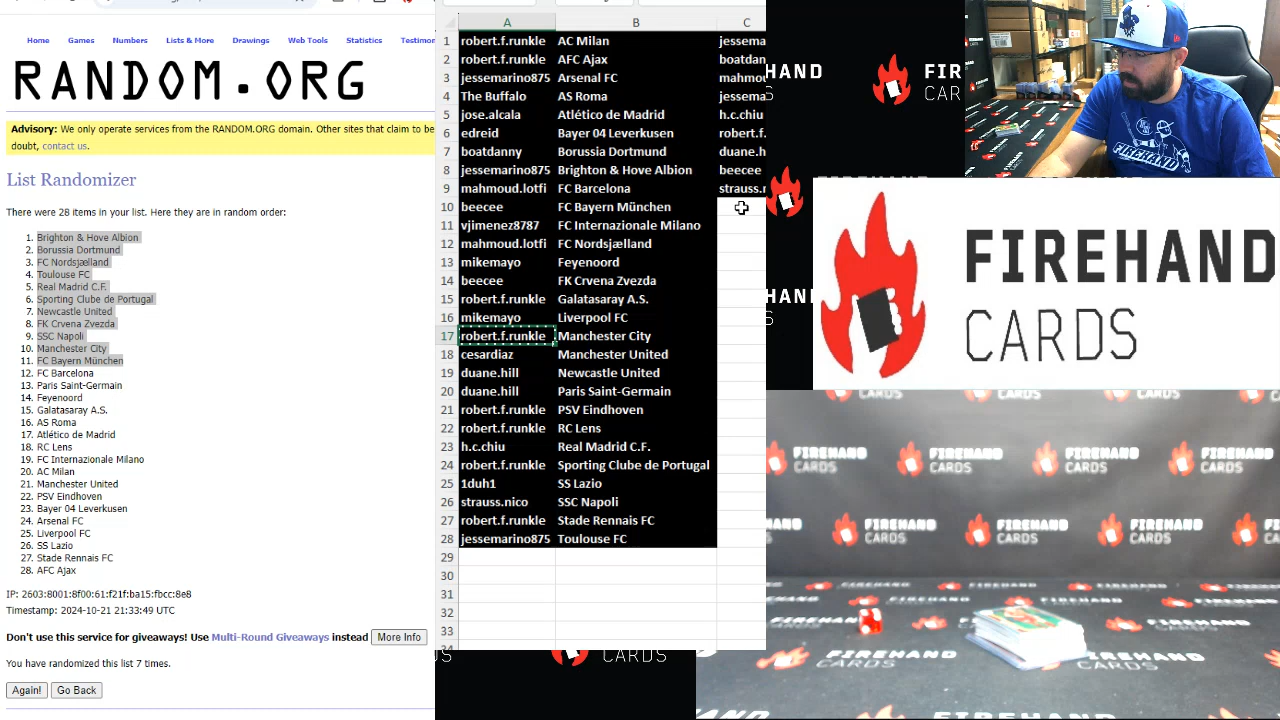 Home Games Numbers Lists & More Drawings Web Tools Statistics Testimon
RANDOM.ORG
Advisory: We only operate services from the RANDOM.ORG domain. Other sites that claim to be
doubt, contact us.
List Randomizer
There were 28 items in your list. Here they are in random order:
1. Brighton & Hove Albion
2. Borussia Dortmund
3. FC Nordsjælland
4. Toulouse FC
5. Real Madrid C.F.
6. Sporting Clube de Portugal
7. Newcastle United
8. FK Crvena Zvezda
9. SSC Napoli
10. Manchester City
11. FC Bayern München
12. FC Barcelona
13. Paris Saint-Germain
14. Feyenoord
15. Galatasaray A.S.
16. AS Roma
17. Atlético de Madrid
18. RC Lens
19. FC Internazionale Milano
20. AC Milan
21. Manchester United
22. PSV Eindhoven
23. Bayer 04 Leverkusen
24. Arsenal FC
25. Liverpool FC
26. SS Lazio
27. Stade Rennais FC
28. AFC Ajax
IP: 2603:8001:8f00:61:f21f:ba15:fbcc:8e8
Timestamp: 2024-10-21 21:33:49 UTC
Don't use this service for giveaways! Use Multi-Round Giveaways instead More Info
You have randomized this list 7 times.
Again! Go Back
A B C
1 robert.f.runkle AC Milan jessema
2 robert.f.runkle AFC Ajax boatdan
3 jessemarino875 Arsenal FC mahmo
4 The Buffalo AS Roma jessema
5 jose.alcala Atlético de Madrid h.c.chiu
6 edreid Bayer 04 Leverkusen robert.f.
7 boatdanny Borussia Dortmund duane.h
8 jessemarino875 Brighton & Hove Albion beecee
9 mahmoud.lotfi FC Barcelona strauss.n
10 beecee FC Bayern München
11 vjimenez8787 FC Internazionale Milano
12 mahmoud.lotfi FC Nordsjælland
13 mikemayo Feyenoord
14 beecee FK Crvena Zvezda
15 robert.f.runkle Galatasaray A.S.
16 mikemayo Liverpool FC
17 robert.f.runkle Manchester City
18 cesardiaz Manchester United
19 duane.hill Newcastle United
20 duane.hill Paris Saint-Germain
21 robert.f.runkle PSV Eindhoven
22 robert.f.runkle RC Lens
23 h.c.chiu Real Madrid C.F.
24 robert.f.runkle Sporting Clube de Portugal
25 1duh1 SS Lazio
26 strauss.nico SSC Napoli
27 robert.f.runkle Stade Rennais FC
28 jessemarino875 Toulouse FC
29
30
31
32
33
34
FIREHAND
CARDS